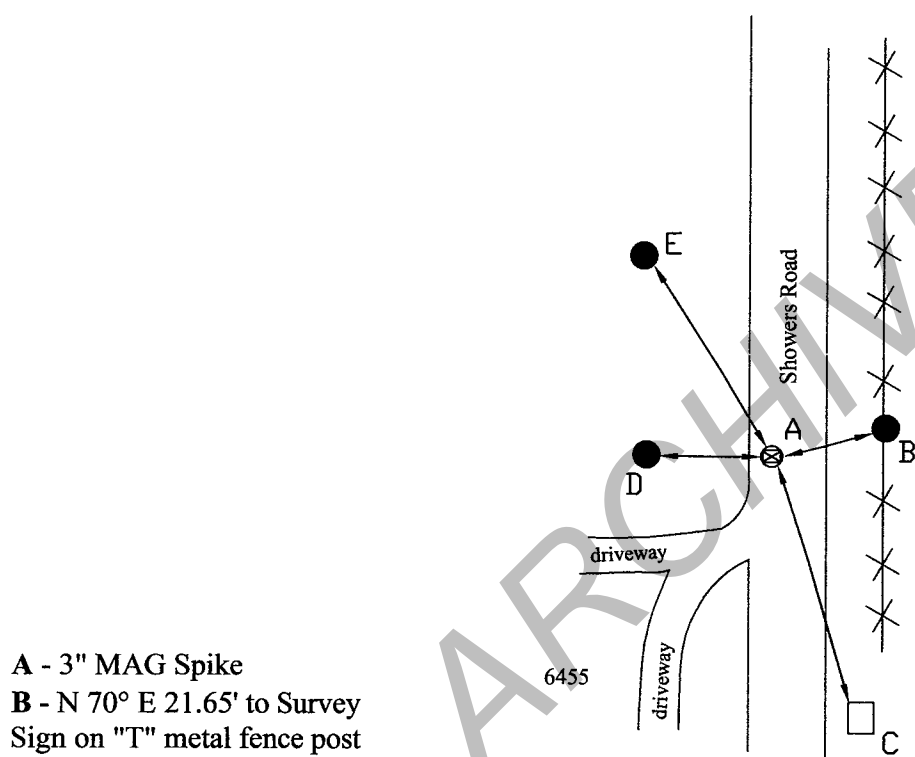 E
Showers Road
A
B
D
driveway
6455
driveway
C
A - 3" MAG Spike
B - N 70° E 21.65' to Survey
Sign on "T" metal fence post
ARCHIVE